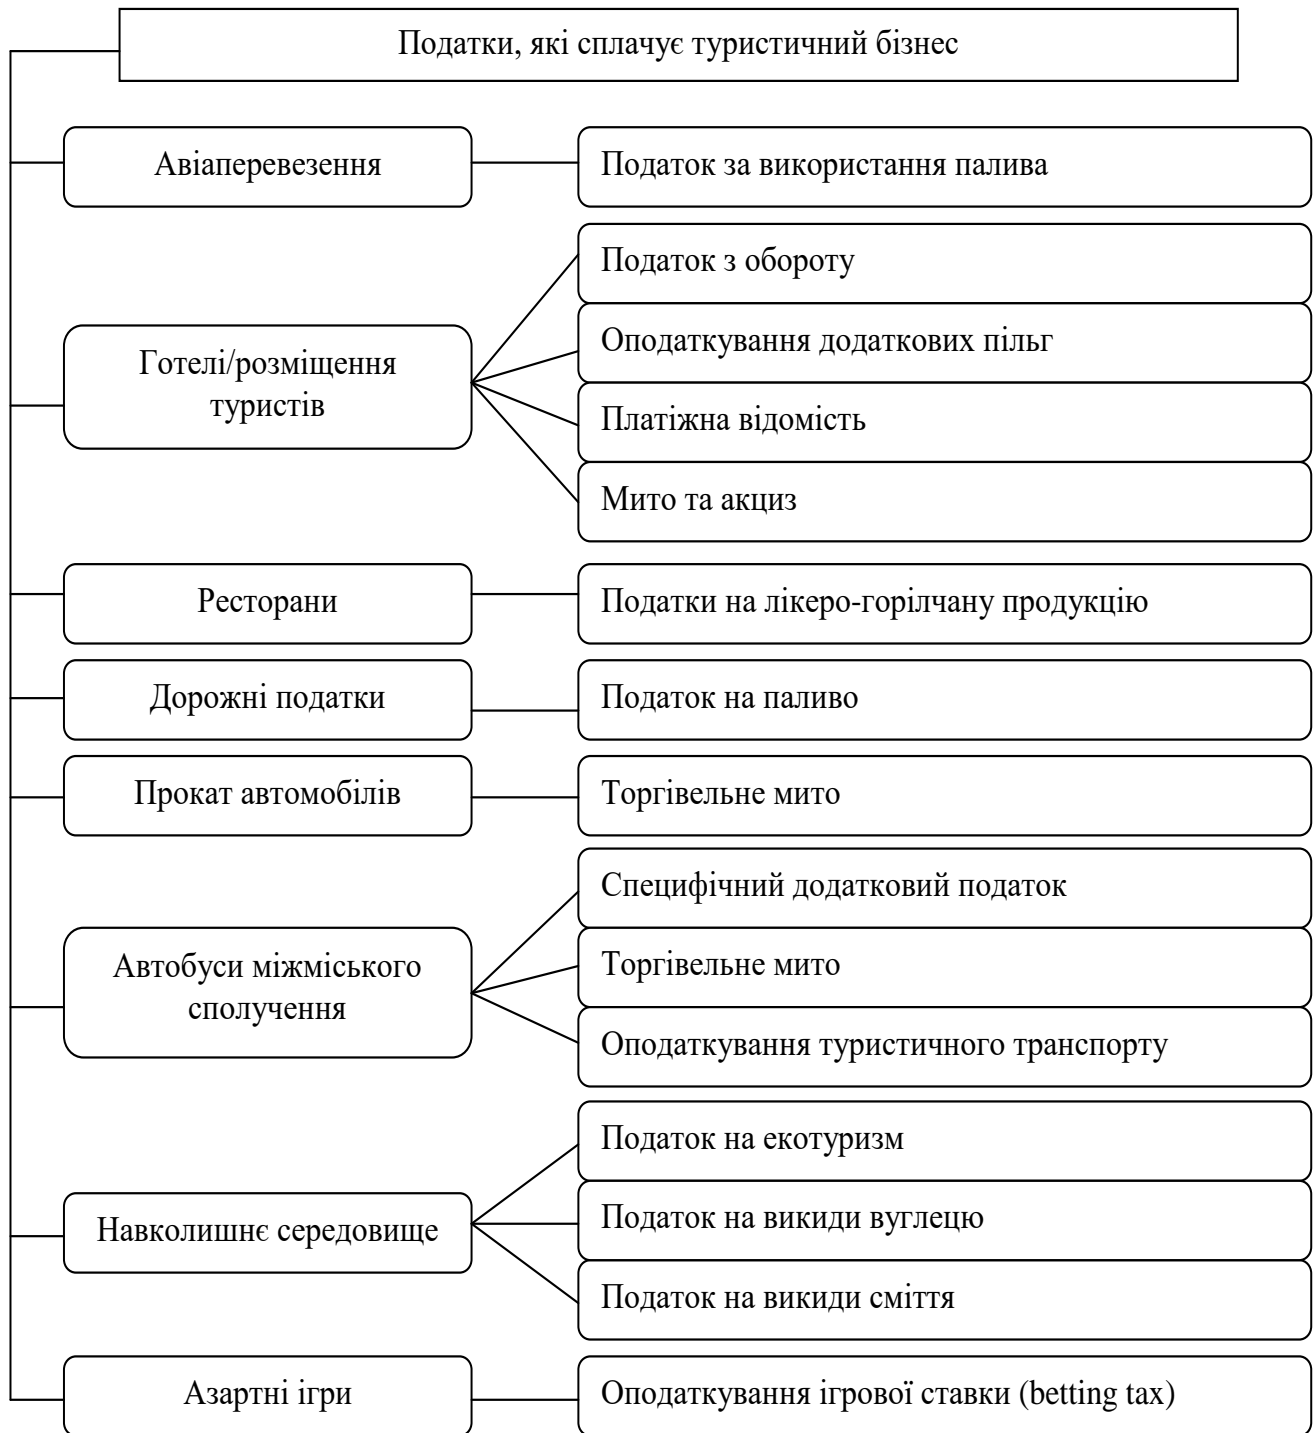 Податки, які сплачує туристичний бізнес
Авіаперевезення
Податок за використання палива
Готелі/розміщення
туристів
Податок з обороту
Оподаткування додаткових пільг
Платіжна відомість
Мито та акциз
Ресторани
Податки на лікеро-горілчану продукцію
Дорожні податки
Податок на паливо
Прокат автомобілів
Торгівельне мито
Автобуси міжміського
сполучення
Специфічний додатковий податок
Торгівельне мито
Оподаткування туристичного транспорту
Навколишнє середовище
Податок на екотуризм
Податок на викиди вуглецю
Податок на викиди сміття
Азартні ігри
Оподаткування ігрової ставки (betting tax)